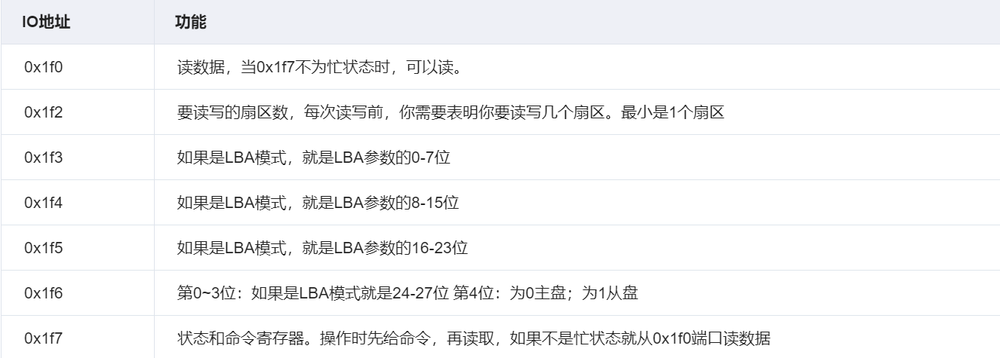 IO地址 功能
0x1f0 读数据，当0x1f7不为忙状态时，可以读。
0x1f2 要读写的扇区数，每次读写前，你需要表明你要读写几个扇区。最小是1个扇区
0x1f3 如果是LBA模式，就是LBA参数的0-7位
0x1f4 如果是LBA模式，就是LBA参数的8-15位
0x1f5 如果是LBA模式，就是LBA参数的16-23位
0x1f6 第0~3位：如果是LBA模式就是24-27位 第4位：为0主盘；为1从盘
0x1f7 状态和命令寄存器。操作时先给命令，再读取，如果不是忙状态就从0x1f0端口读数据